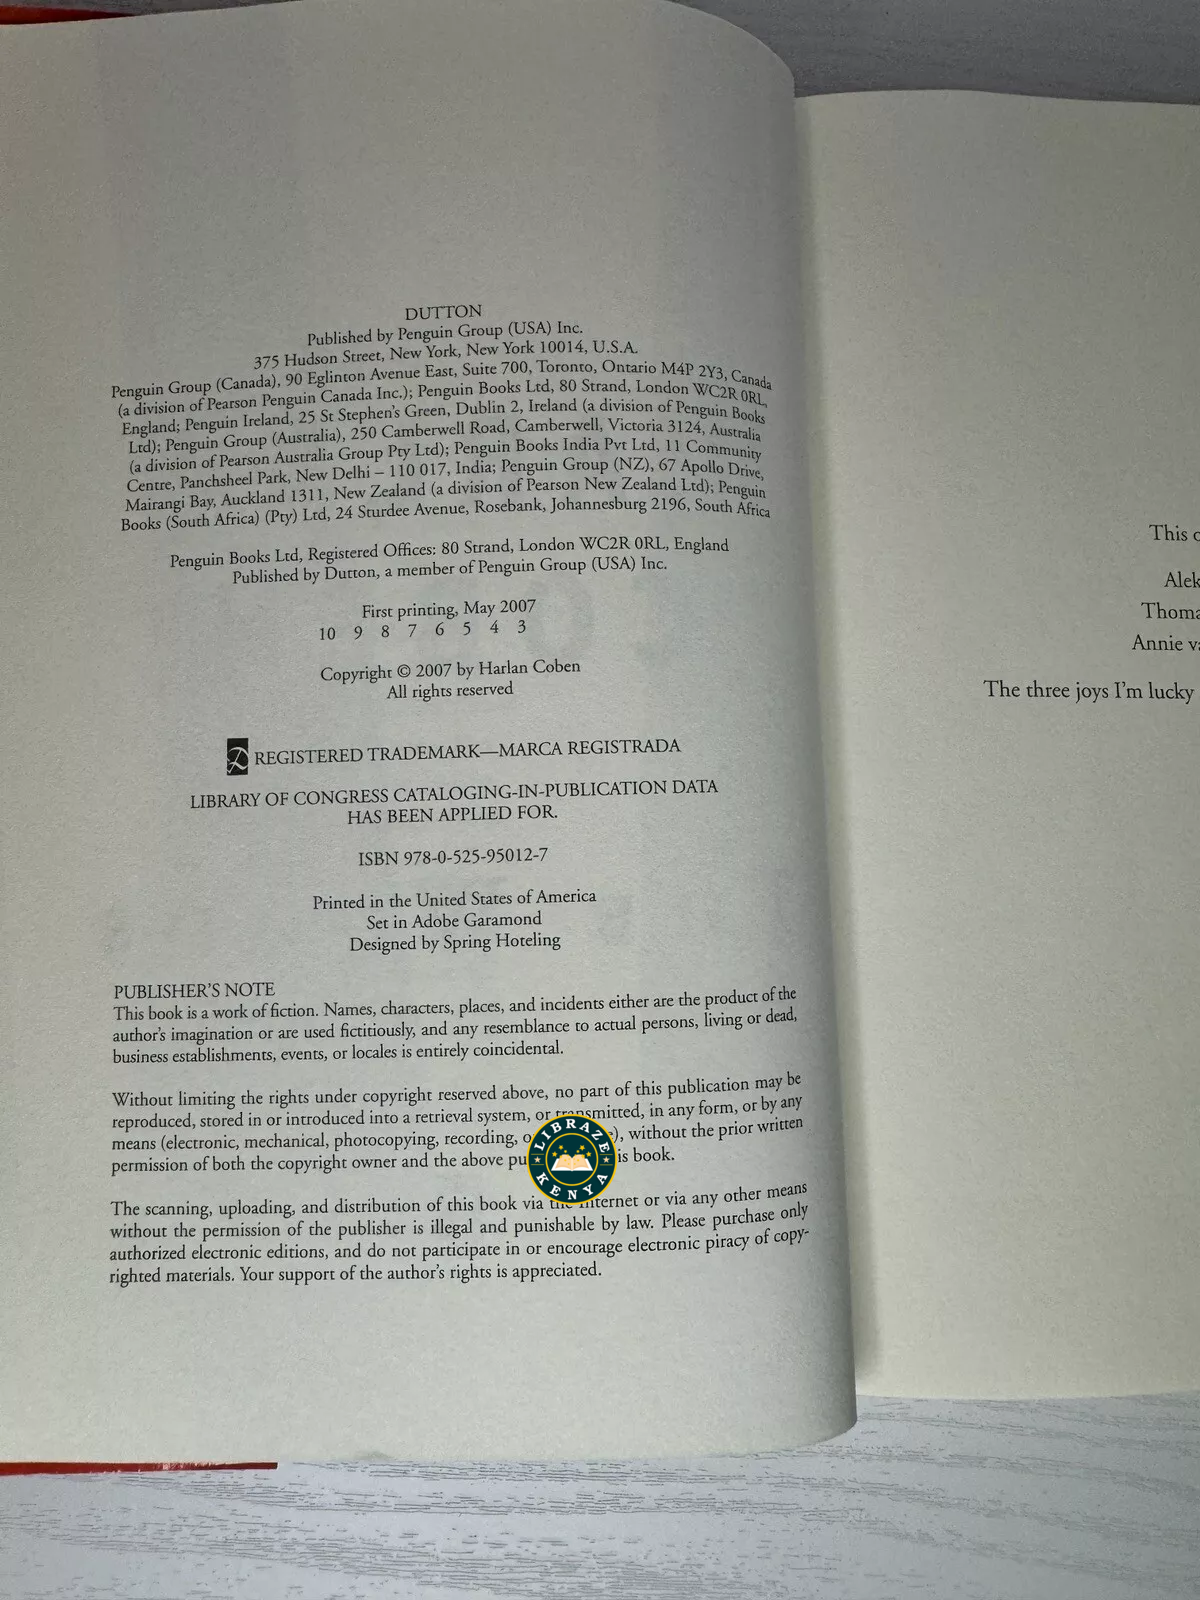 DUTTON
Published by Penguin Group (USA) Inc.
375 Hudson Street, New York, New York 10014, U.S.A.
Penguin Group (Canada), 90 Eglinton Avenue East, Suite 700, Toronto, Ontario M4P 2Y3, Canada
(a division of Pearson Penguin Canada Inc.); Penguin Books Ltd, 80 Strand, London WC2R 0RL,
England; Penguin Ireland, 25 St Stephen's Green, Dublin 2, Ireland (a division of Penguin Books
Ltd); Penguin Group (Australia), 250 Camberwell Road, Camberwell, Victoria 3124, Australia
(a division of Pearson Australia Group Pty Ltd); Penguin Books India Pvt Ltd, 11 Community
Centre, Panchsheel Park, New Delhi – 110 017, India; Penguin Group (NZ), 67 Apollo Drive,
Mairangi Bay, Auckland 1311, New Zealand (a division of Pearson New Zealand Ltd); Penguin
Books (South Africa) (Pty) Ltd, 24 Sturdee Avenue, Rosebank, Johannesburg 2196, South Africa
Penguin Books Ltd, Registered Offices: 80 Strand, London WC2R 0RL, England
Published by Dutton, a member of Penguin Group (USA) Inc.
First printing, May 2007
10 9 8 7 6 5 4 3
Copyright © 2007 by Harlan Coben
All rights reserved
REGISTERED TRADEMARK—MARCA REGISTRADA
LIBRARY OF CONGRESS CATALOGING-IN-PUBLICATION DATA
HAS BEEN APPLIED FOR.
ISBN 978-0-525-95012-7
Printed in the United States of America
Set in Adobe Garamond
Designed by Spring Hoteling
PUBLISHER'S NOTE
This book is a work of fiction. Names, characters, places, and incidents either are the product of the
author's imagination or are used fictitiously, and any resemblance to actual persons, living or dead,
business establishments, events, or locales is entirely coincidental.
Without limiting the rights under copyright reserved above, no part of this publication may be
reproduced, stored in or introduced into a retrieval system, or transmitted, in any form, or by any
means (electronic, mechanical, photocopying, recording, o ), without the prior written
permission of both the copyright owner and the above pu is book.
The scanning, uploading, and distribution of this book via the Internet or via any other means
without the permission of the publisher is illegal and punishable by law. Please purchase only
authorized electronic editions, and do not participate in or encourage electronic piracy of copy-
righted materials. Your support of the author's rights is appreciated.
LIBRAZE
KENYA
This o
Alek
Thoma
Annie va
The three joys I'm lucky